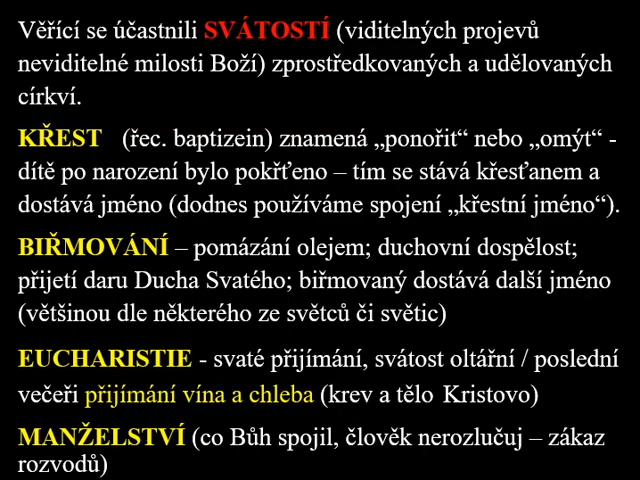 Věřící se účastnili SVÁTOSTÍ (viditelných projevů
neviditelné milosti Boží) zprostředkovaných a udělovaných
církví.
KŘEST (řec. baptizein) znamená „ponořit“ nebo „omýt“ -
dítě po narození bylo pokřťeno – tím se stává křesťanem a
dostává jméno (dodnes používáme spojení „křestní jméno“).
BIŘMOVÁNÍ – pomázání olejem; duchovní dospělost;
přijetí daru Ducha Svatého; biřmovaný dostává další jméno
(většinou dle některého ze světců či světic)
EUCHARISTIE - svaté přijímání, svátost oltářní / poslední
večeři přijímání vína a chleba (krev a tělo Kristovo)
MANŽELSTVÍ (co Bůh spojil, člověk nerozlučuj – zákaz
rozvodů)